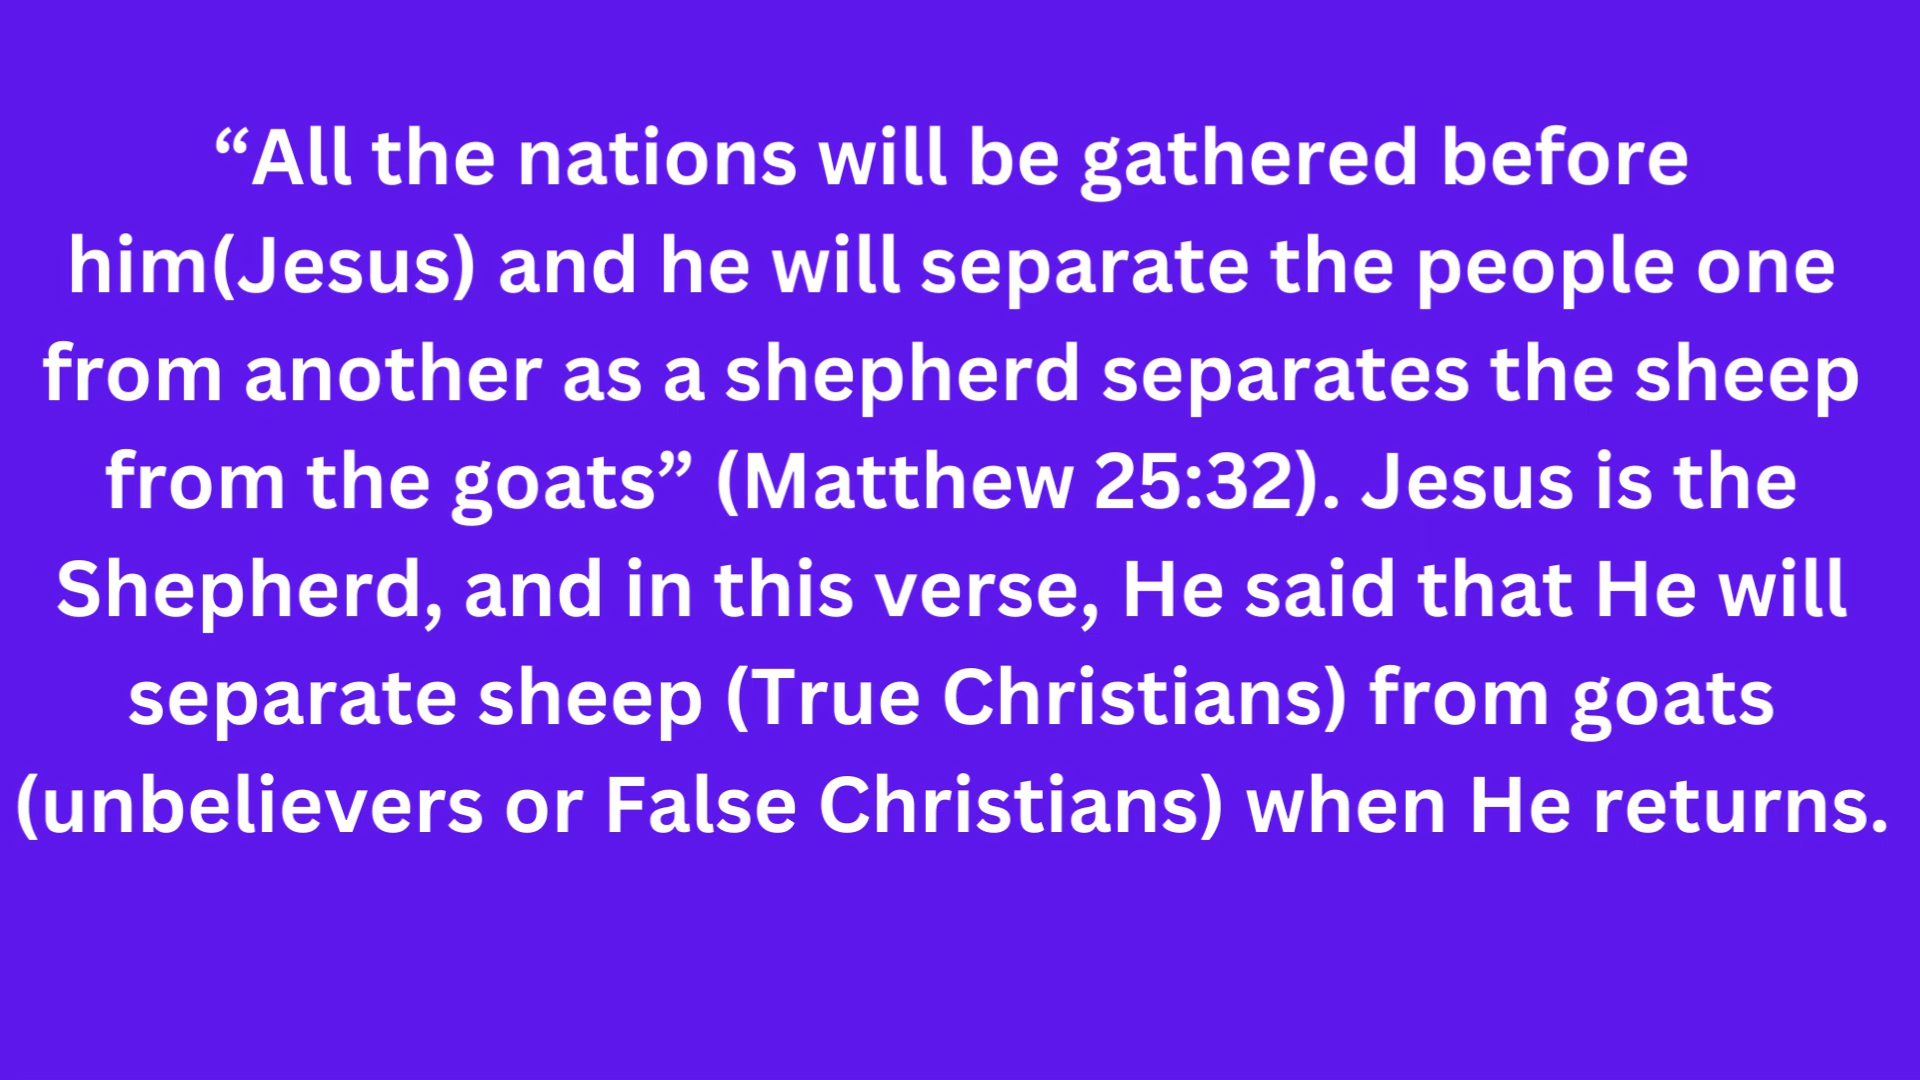 “All the nations will be gathered before
him(Jesus) and he will separate the people one
from another as a shepherd separates the sheep
from the goats” (Matthew 25:32). Jesus is the
Shepherd, and in this verse, He said that He will
separate sheep (True Christians) from goats
(unbelievers or False Christians) when He returns.